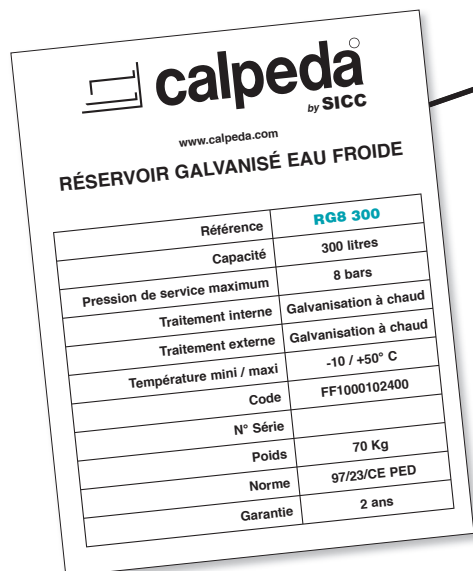 calpeda
by SICC
www.calpeda.com
RÉSERVOIR GALVANISÉ EAU FROIDE
Référence RG8 300
Capacité 300 litres
Pression de service maximum 8 bars
Traitement interne Galvanisation à chaud
Traitement externe Galvanisation à chaud
Température mini / maxi -10 / +50° C
Code FF1000102400
N° Série
Poids 70 Kg
Norme 97/23/CE PED
Garantie 2 ans